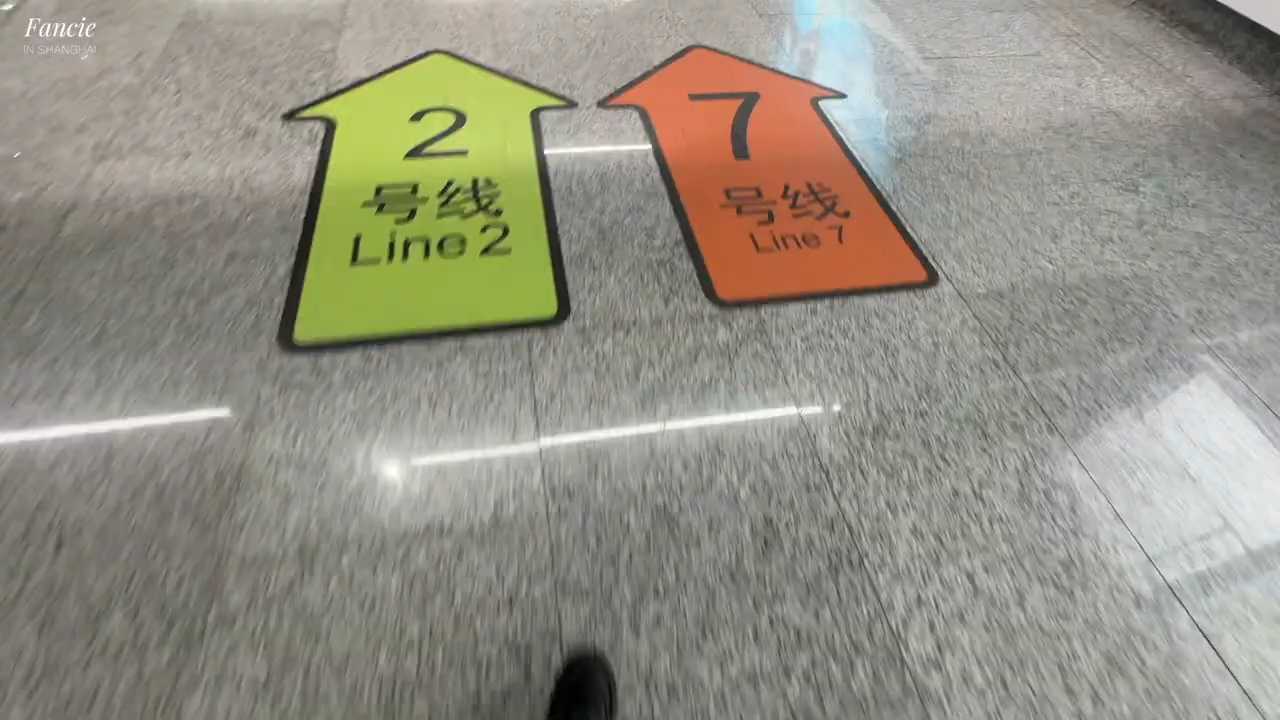 Fancie
IN SHANGHAI
2
号线
Line 2
7
号线
Line 7